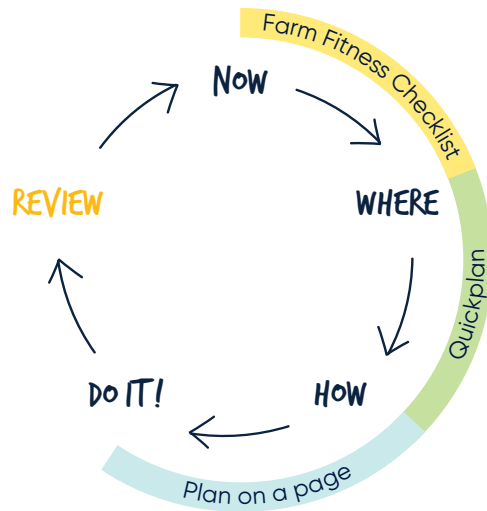 Farm Fitness Checklist
NOW
WHERE
Quickplan
HOW
Plan on a page
DO IT!
REVIEW